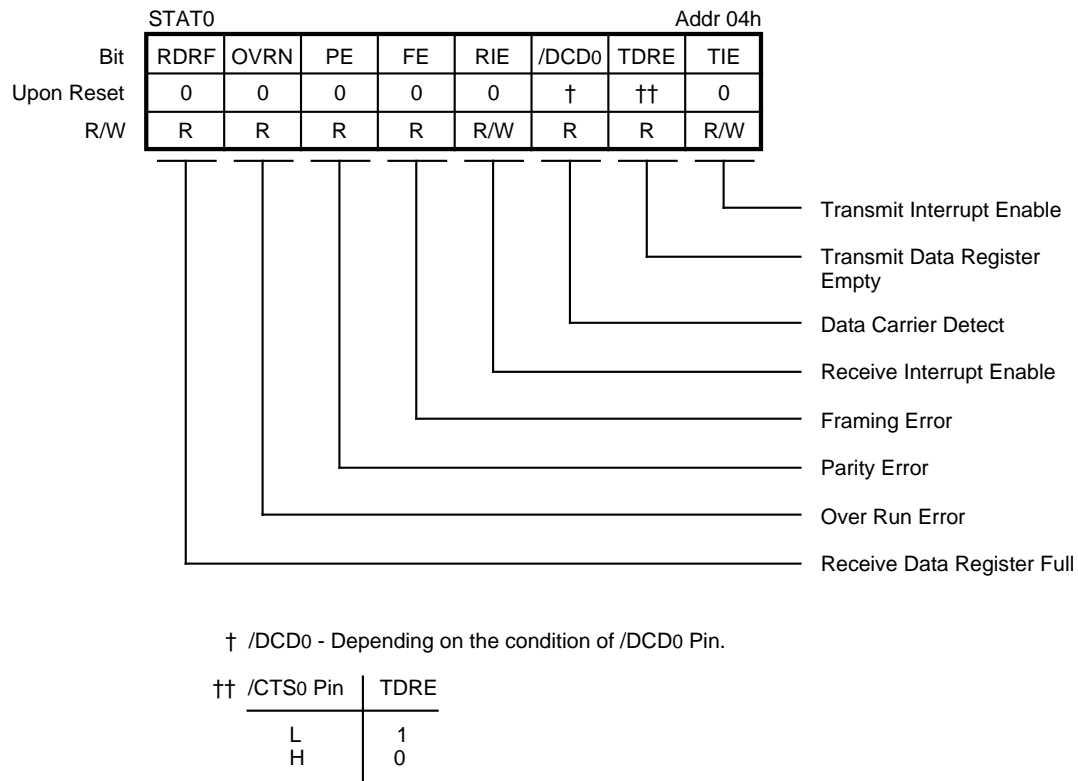 STAT0 Addr 04h
Bit RDRF OVRN PE FE RIE /DCD0 TDRE TIE
Upon Reset 0 0 0 0 0 † †† 0
R/W R R R R R/W R R R/W
Transmit Interrupt Enable
Transmit Data Register
Empty
Data Carrier Detect
Receive Interrupt Enable
Framing Error
Parity Error
Over Run Error
Receive Data Register Full
† /DCD0 - Depending on the condition of /DCD0 Pin.
†† /CTS0 Pin TDRE
L 1
H 0